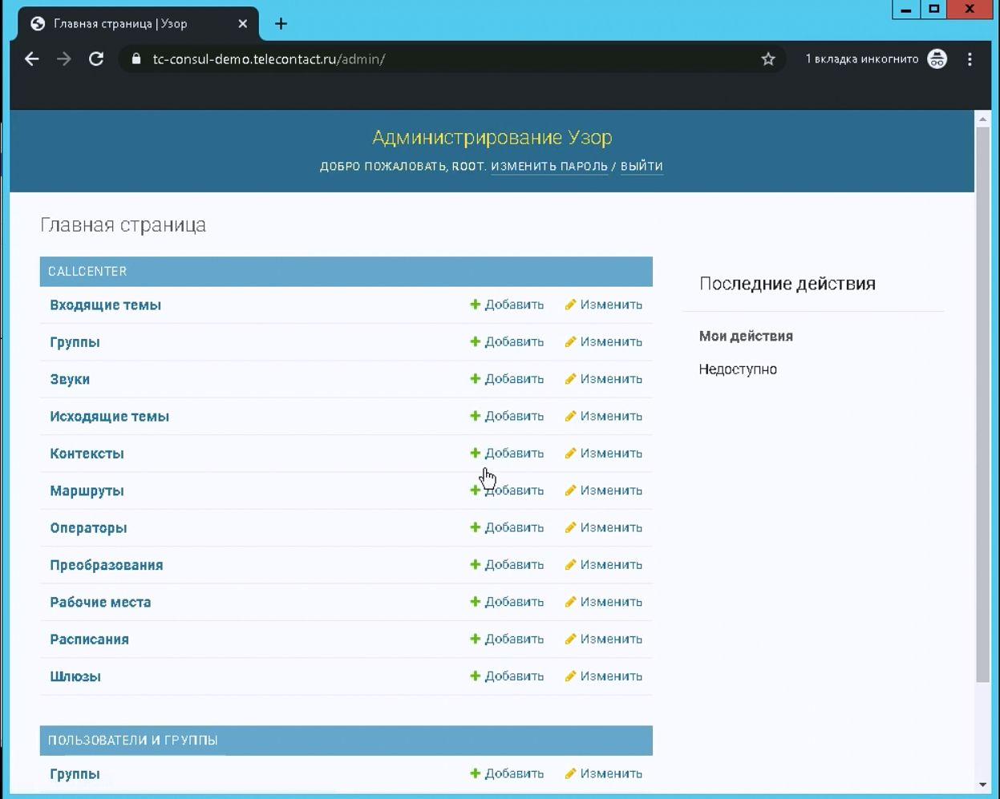 Главная страница | Узор
tc-consul-demo.telecontact.ru/admin/
1 вкладка инкогнито
Администрирование Узор
ДОБРО ПОЖАЛОВАТЬ, ROOT. ИЗМЕНИТЬ ПАРОЛЬ / ВЫЙТИ
Главная страница
CALLCENTER
Входящие темы Добавить Изменить
Группы Добавить Изменить
Звуки Добавить Изменить
Исходящие темы Добавить Изменить
Контексты Добавить Изменить
Маршруты Добавить Изменить
Операторы Добавить Изменить
Преобразования Добавить Изменить
Рабочие места Добавить Изменить
Расписания Добавить Изменить
Шлюзы Добавить Изменить
ПОЛЬЗОВАТЕЛИ И ГРУППЫ
Группы Добавить Изменить
Последние действия
Мои действия
Недоступно